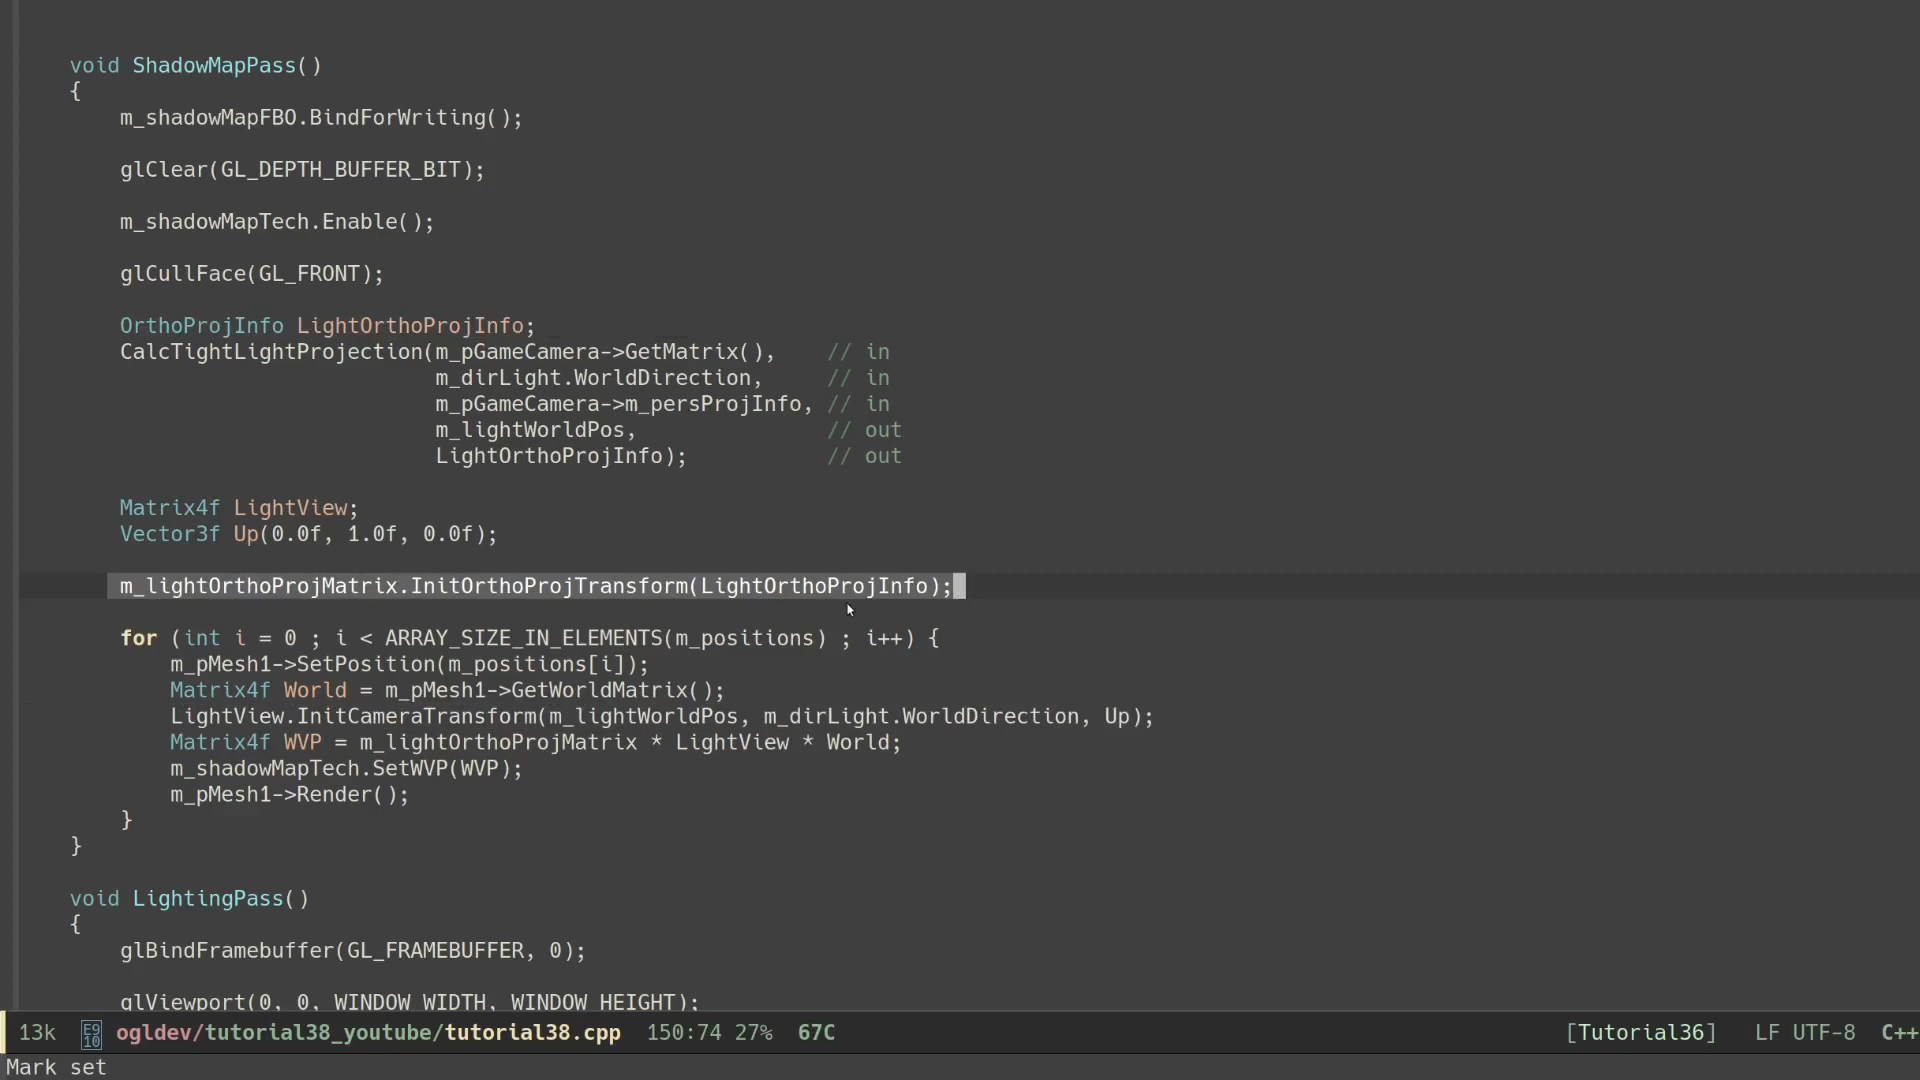 void ShadowMapPass()
{
    m_shadowMapFBO.BindForWriting();

    glClear(GL_DEPTH_BUFFER_BIT);

    m_shadowMapTech.Enable();

    glCullFace(GL_FRONT);

    OrthoProjInfo LightOrthoProjInfo;
    CalcTightLightProjection(m_pGameCamera->GetMatrix(),    // in
                             m_dirLight.WorldDirection,     // in
                             m_pGameCamera->m_persProjInfo, // in
                             m_lightWorldPos,               // out
                             LightOrthoProjInfo);           // out

    Matrix4f LightView;
    Vector3f Up(0.0f, 1.0f, 0.0f);

    m_lightOrthoProjMatrix.InitOrthoProjTransform(LightOrthoProjInfo);

    for (int i = 0 ; i < ARRAY_SIZE_IN_ELEMENTS(m_positions) ; i++) {
        m_pMesh1->SetPosition(m_positions[i]);
        Matrix4f World = m_pMesh1->GetWorldMatrix();
        LightView.InitCameraTransform(m_lightWorldPos, m_dirLight.WorldDirection, Up);
        Matrix4f WVP = m_lightOrthoProjMatrix * LightView * World;
        m_shadowMapTech.SetWVP(WVP);
        m_pMesh1->Render();
    }
}

void LightingPass()
{
    glBindFramebuffer(GL_FRAMEBUFFER, 0);

    glViewport(0, 0, WINDOW_WIDTH, WINDOW_HEIGHT);
13k E9 10 ogldev/tutorial38_youtube/tutorial38.cpp 150:74 27% 67C [Tutorial36] LF UTF-8 C++
Mark set